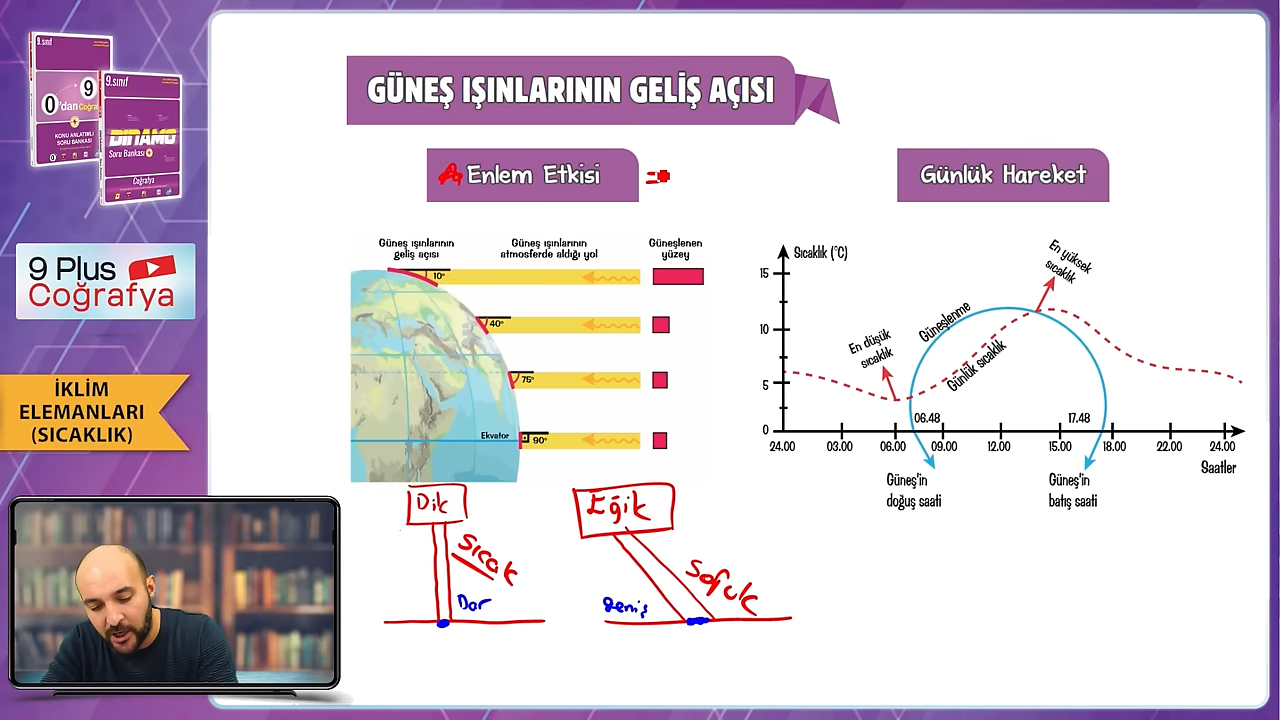 9.sınıf
0'dan Coğraf
9
KONU ANLATIMLI
SORU BANKASI
9.sınıf
DİNAMO
Soru Bankası
Coğrafya
9 Plus
Coğrafya
İKLİM
ELEMANLARI
(SICAKLIK)
GÜNEŞ IŞINLARININ GELİŞ AÇISI
Enlem Etkisi =
Güneş ışınlarının
geliş açısı
Güneş ışınlarının
atmosferde aldığı yol
Güneşlenen
yüzey
10°
40°
75°
Ekvator
90°
Dik
Sıcak
Dar
Eğik
Soğuk
geniş
Günlük Hareket
Sıcaklık (°C)
15
10
5
0
En düşük
sıcaklık
Güneşlenme
Günlük sıcaklık
En yüksek
sıcaklık
06.48
17.48
24.00 03.00 06.00 09.00 12.00 15.00 18.00 22.00 24.00
Saatler
Güneş'in
doğuş saati
Güneş'in
batış saati